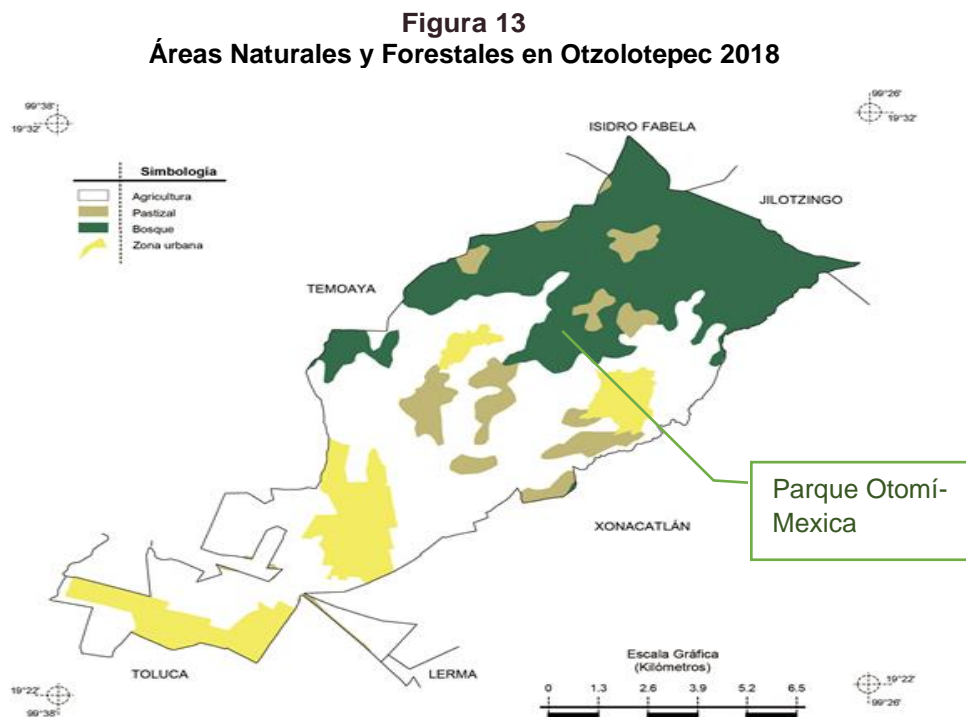 Figura 13
Áreas Naturales y Forestales en Otzolotepec 2018
99°38'
19°32'
99°26'
19°32'
ISIDRO FABELA
Simbología
Agricultura
Pastizal
Bosque
Zona urbana
JILOTZINGO
TEMOAYA
Parque Otomí-
Mexica
XONACATLÁN
TOLUCA
LERMA
Escala Gráfica
(Kilómetros)
0 1.3 2.6 3.9 5.2 6.5
19°22'
99°38'
19°22'
99°26'